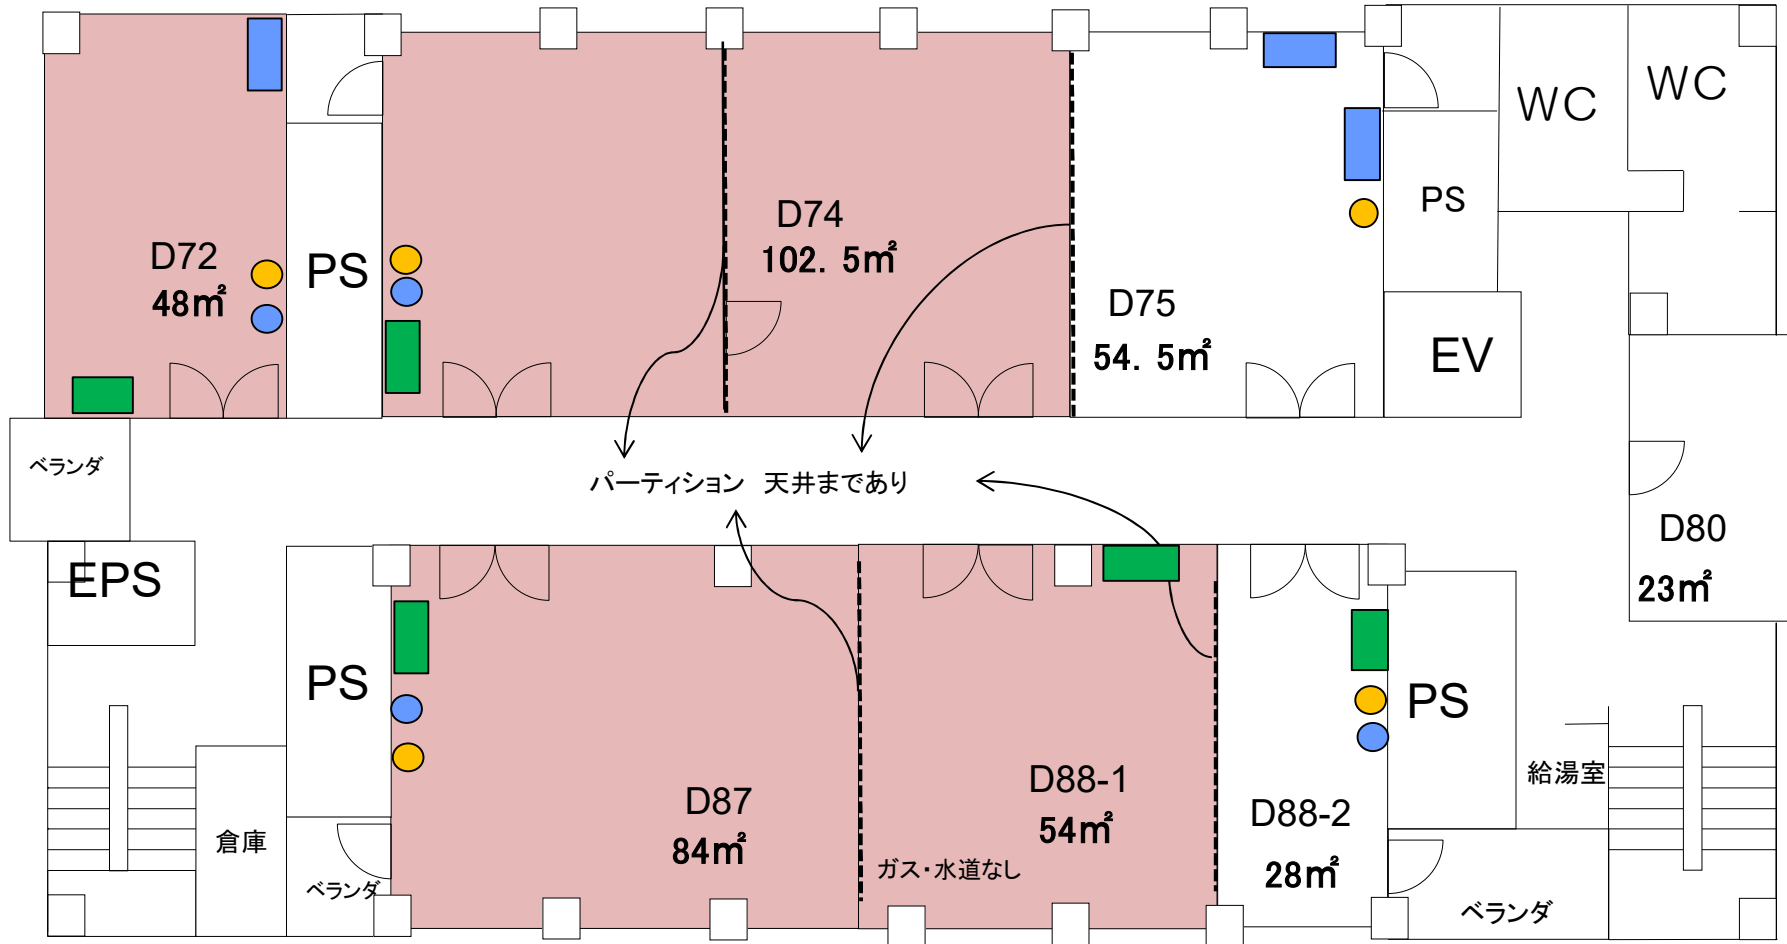 WC
WC
D74
102. 5㎡
PS
D72
48㎡
PS
D75
54. 5㎡
EV
ベランダ
パーティション 天井まであり
D80
23㎡
EPS
PS
PS
給湯室
D87
84㎡
D88-1
54㎡
D88-2
28㎡
倉庫
ガス・水道なし
ベランダ
ベランダ